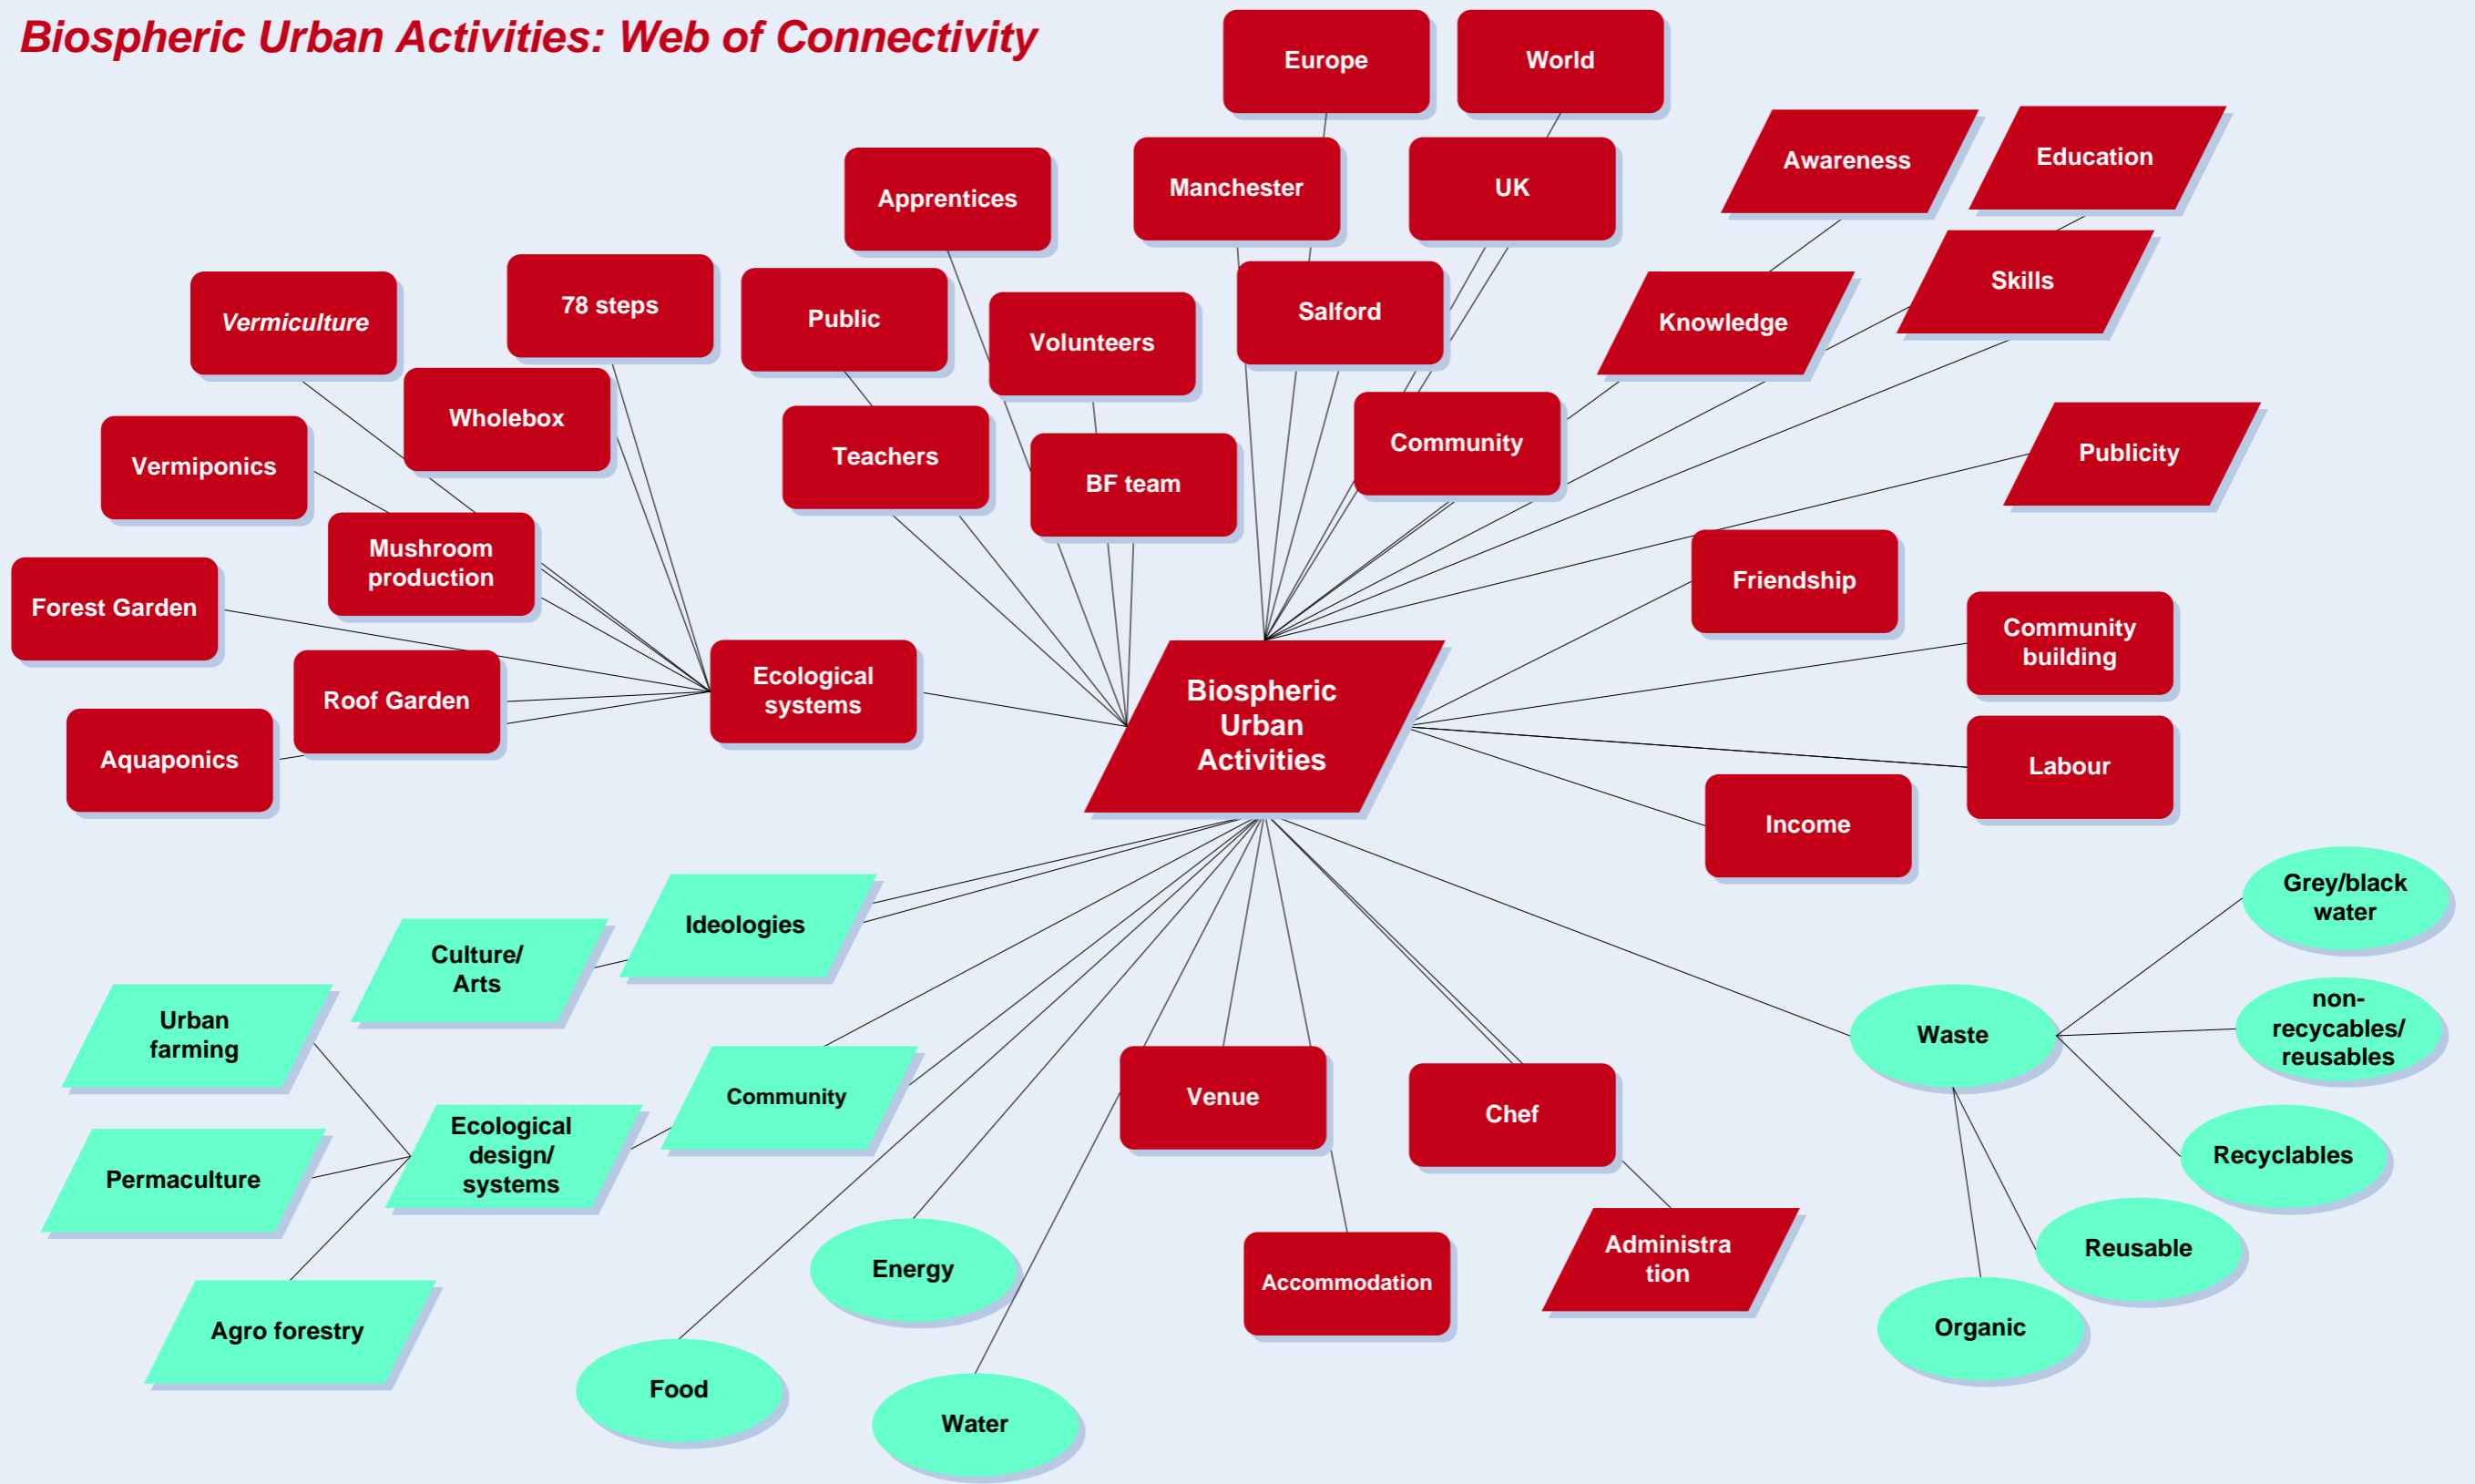 Biospheric Urban Activities: Web of Connectivity
Europe
World
Awareness
Education
Manchester
UK
Apprentices
Skills
Vermiculture
78 steps
Public
Volunteers
Salford
Knowledge
Wholebox
Vermiponics
Teachers
BF team
Community
Publicity
Mushroom
production
Forest Garden
Friendship
Community
building
Roof Garden
Ecological
systems
Biospheric
Urban
Activities
Aquaponics
Labour
Income
Ideologies
Culture/
Arts
Grey/black
water
Urban
farming
non-
recycables/
reusables
Waste
Community
Venue
Chef
Ecological
design/
systems
Permaculture
Recyclables
Energy
Accommodation
Administra
tion
Reusable
Agro forestry
Organic
Food
Water